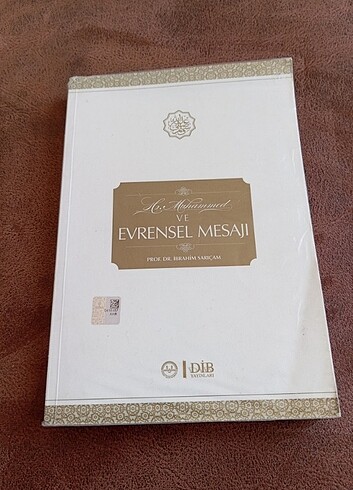 Hz. Muhammed
VE
EVRENSEL MESAJI
PROF. DR. İBRAHİM SARIÇAM
DİB
YAYINLARI